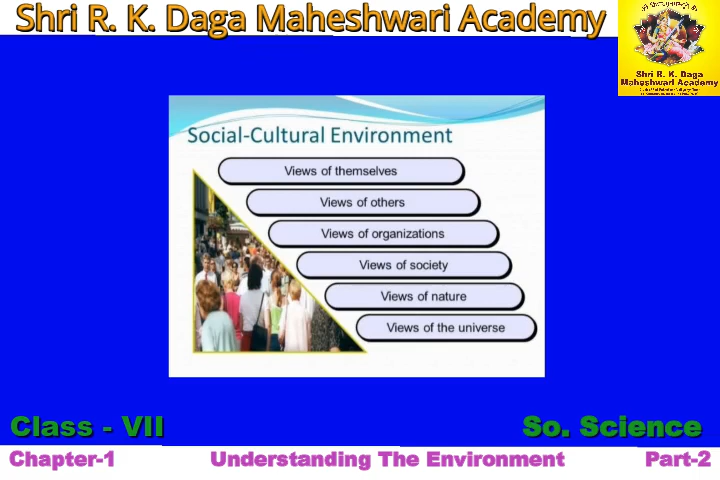 Shri R. K. Daga Maheshwari Academy
Shri R. K. Daga
Maheshwari Academy
Social-Cultural Environment
Views of themselves
Views of others
Views of organizations
Views of society
Views of nature
Views of the universe
Class - VII
So. Science
Chapter-1
Understanding The Environment
Part-2